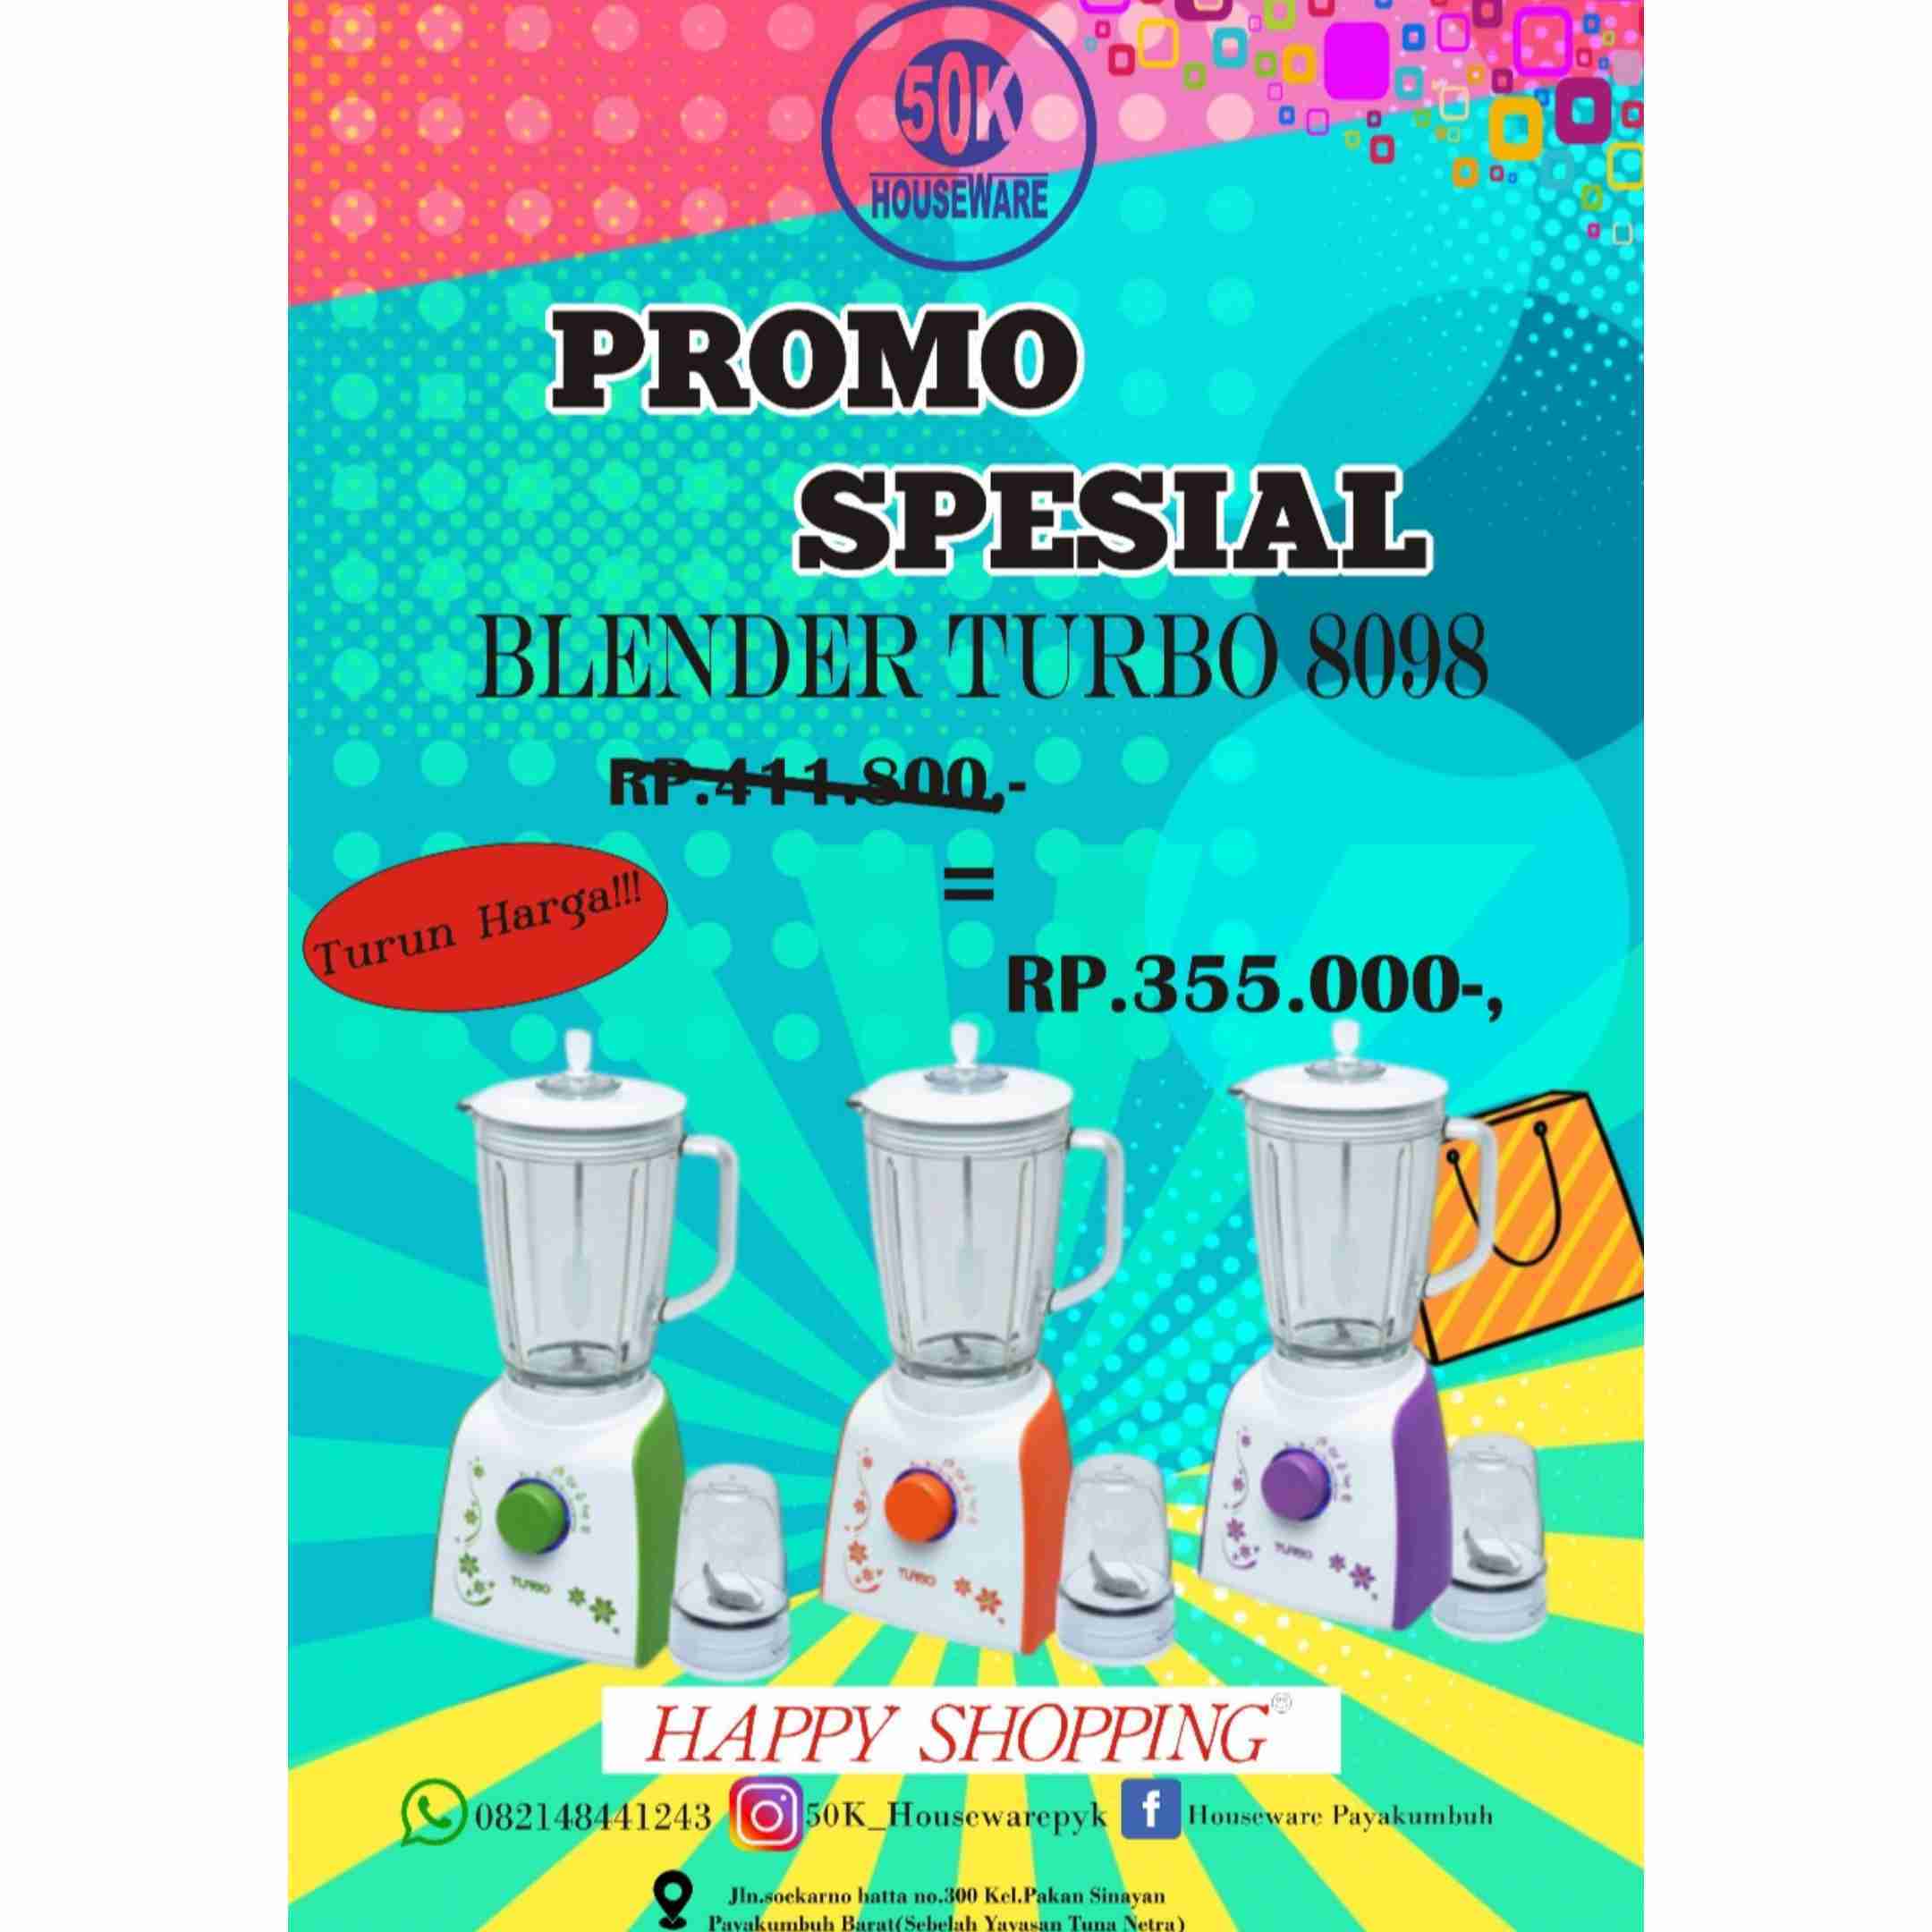 50K
HOUSEWARE
PROMO
SPESIAL
BLENDER TURBO 8098
RP.411.800,-
=
Turun Harga!!!
RP.355.000-,
TURBO
TURBO
TURBO
HAPPY SHOPPING
082148441243 50K_Housewarepyk f Houseware Payakumbuh
Jln.soekarno hatta no.300 Kel.Pakan Sinayan
Payakumbuh Barat(Sebelah Yayasan Tuna Netra)